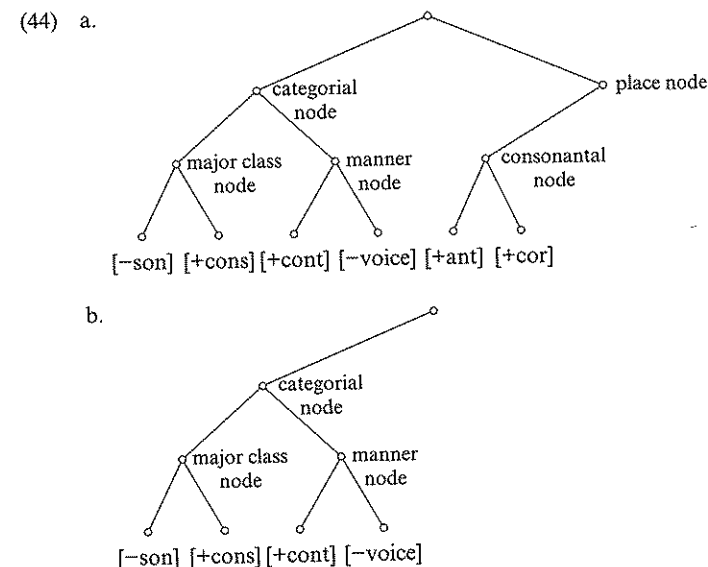 (44) a.
categorial node
place node
major class node
manner node
consonantal node
[−son] [+cons] [+cont] [−voice] [+ant] [+cor]
b.
categorial node
major class node
manner node
[−son] [+cons] [+cont] [−voice]